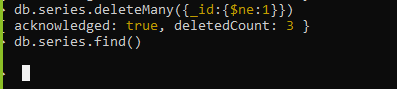 db.series.deleteMany({_id:{$ne:1}})
acknowledged: true, deletedCount: 3 }
db.series.find()